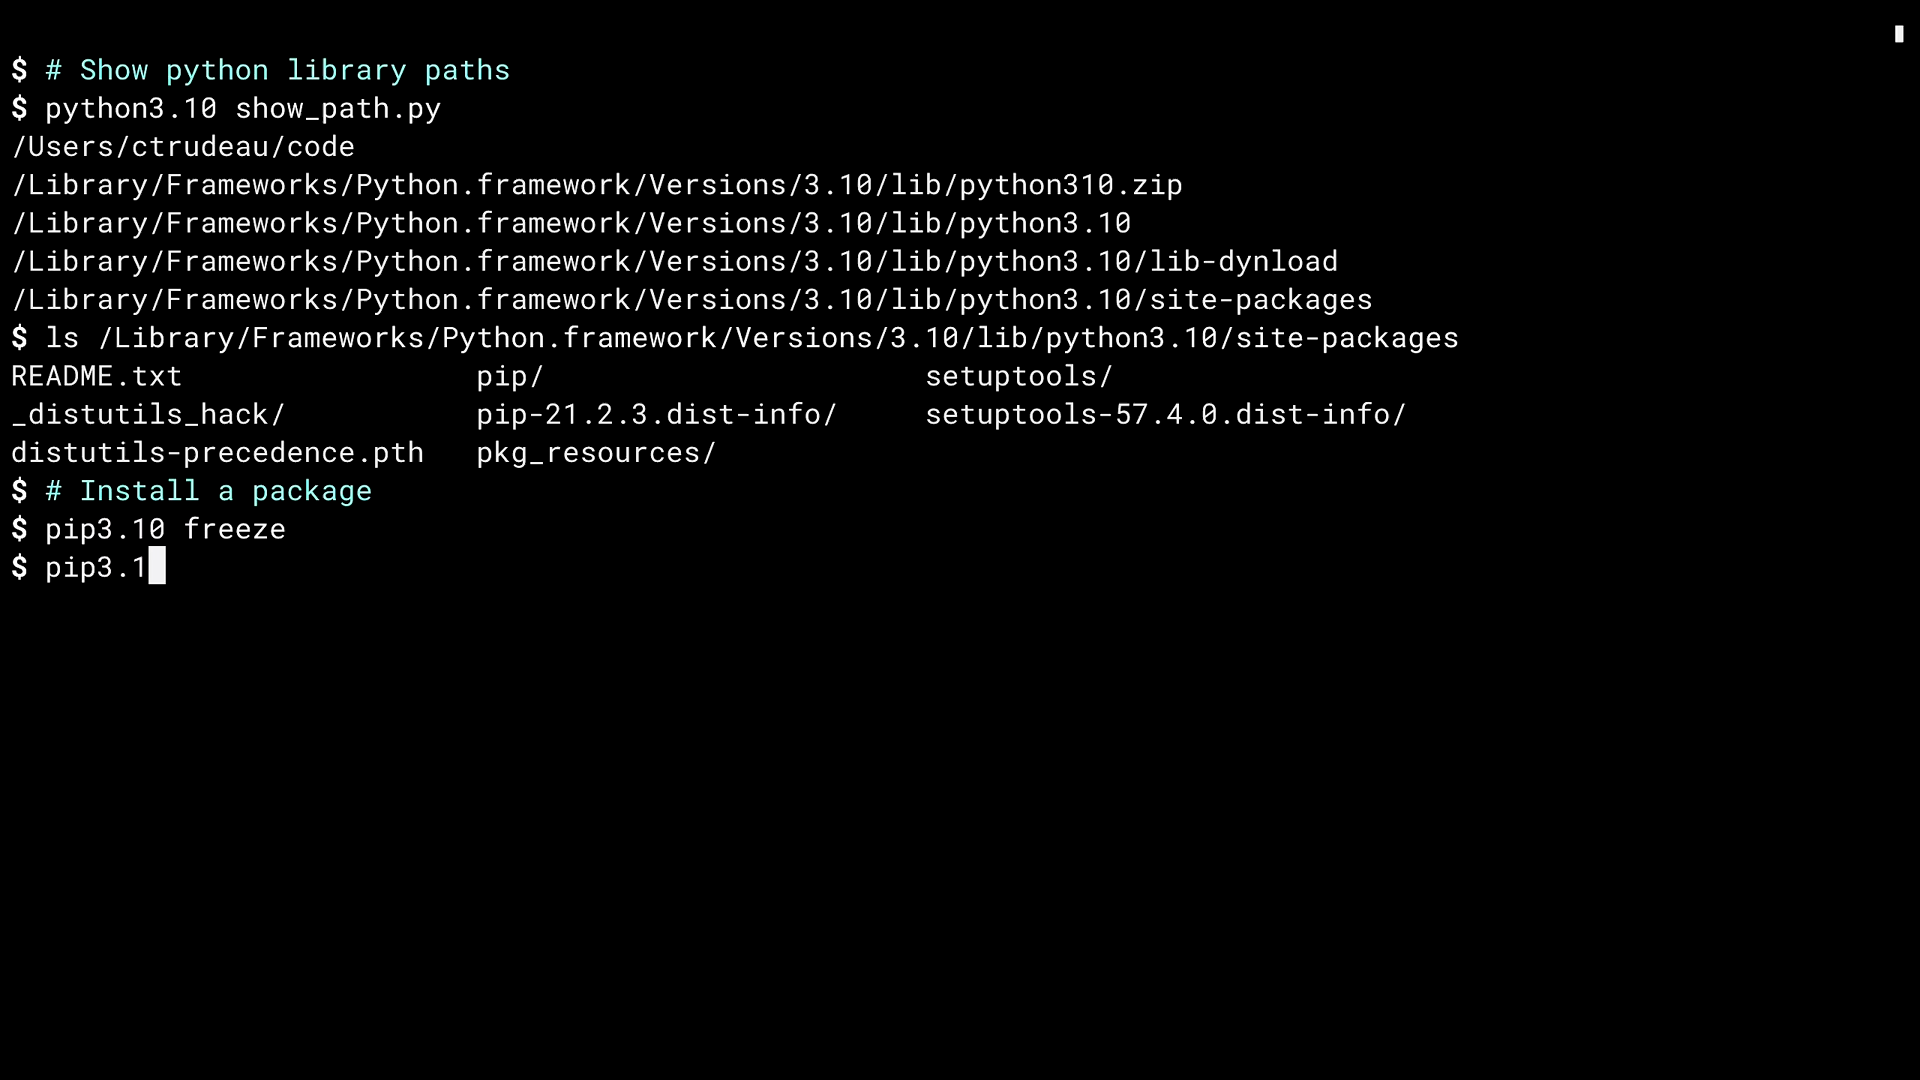 $ # Show python library paths
$ python3.10 show_path.py
/Users/ctrudeau/code
/Library/Frameworks/Python.framework/Versions/3.10/lib/python310.zip
/Library/Frameworks/Python.framework/Versions/3.10/lib/python3.10
/Library/Frameworks/Python.framework/Versions/3.10/lib/python3.10/lib-dynload
/Library/Frameworks/Python.framework/Versions/3.10/lib/python3.10/site-packages
$ ls /Library/Frameworks/Python.framework/Versions/3.10/lib/python3.10/site-packages
README.txt pip/ setuptools/
_distutils_hack/ pip-21.2.3.dist-info/ setuptools-57.4.0.dist-info/
distutils-precedence.pth pkg_resources/
$ # Install a package
$ pip3.10 freeze
$ pip3.1